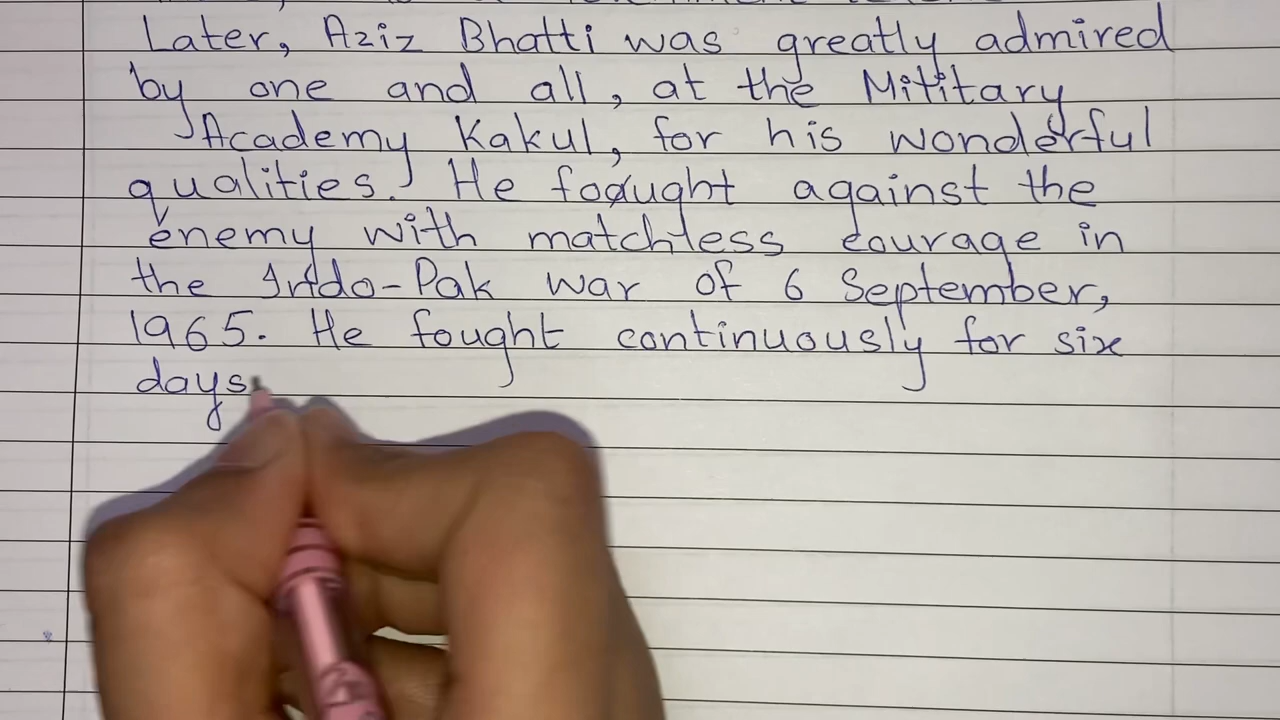 Later, Aziz Bhatti was greatly admired
by one and all, at the Mititary
Academy Kakul, for his wonderful
qualities. He foought against the
enemy with matchless courage in
the Indo-Pak war of 6 September,
1965. He fought continuously for six
days